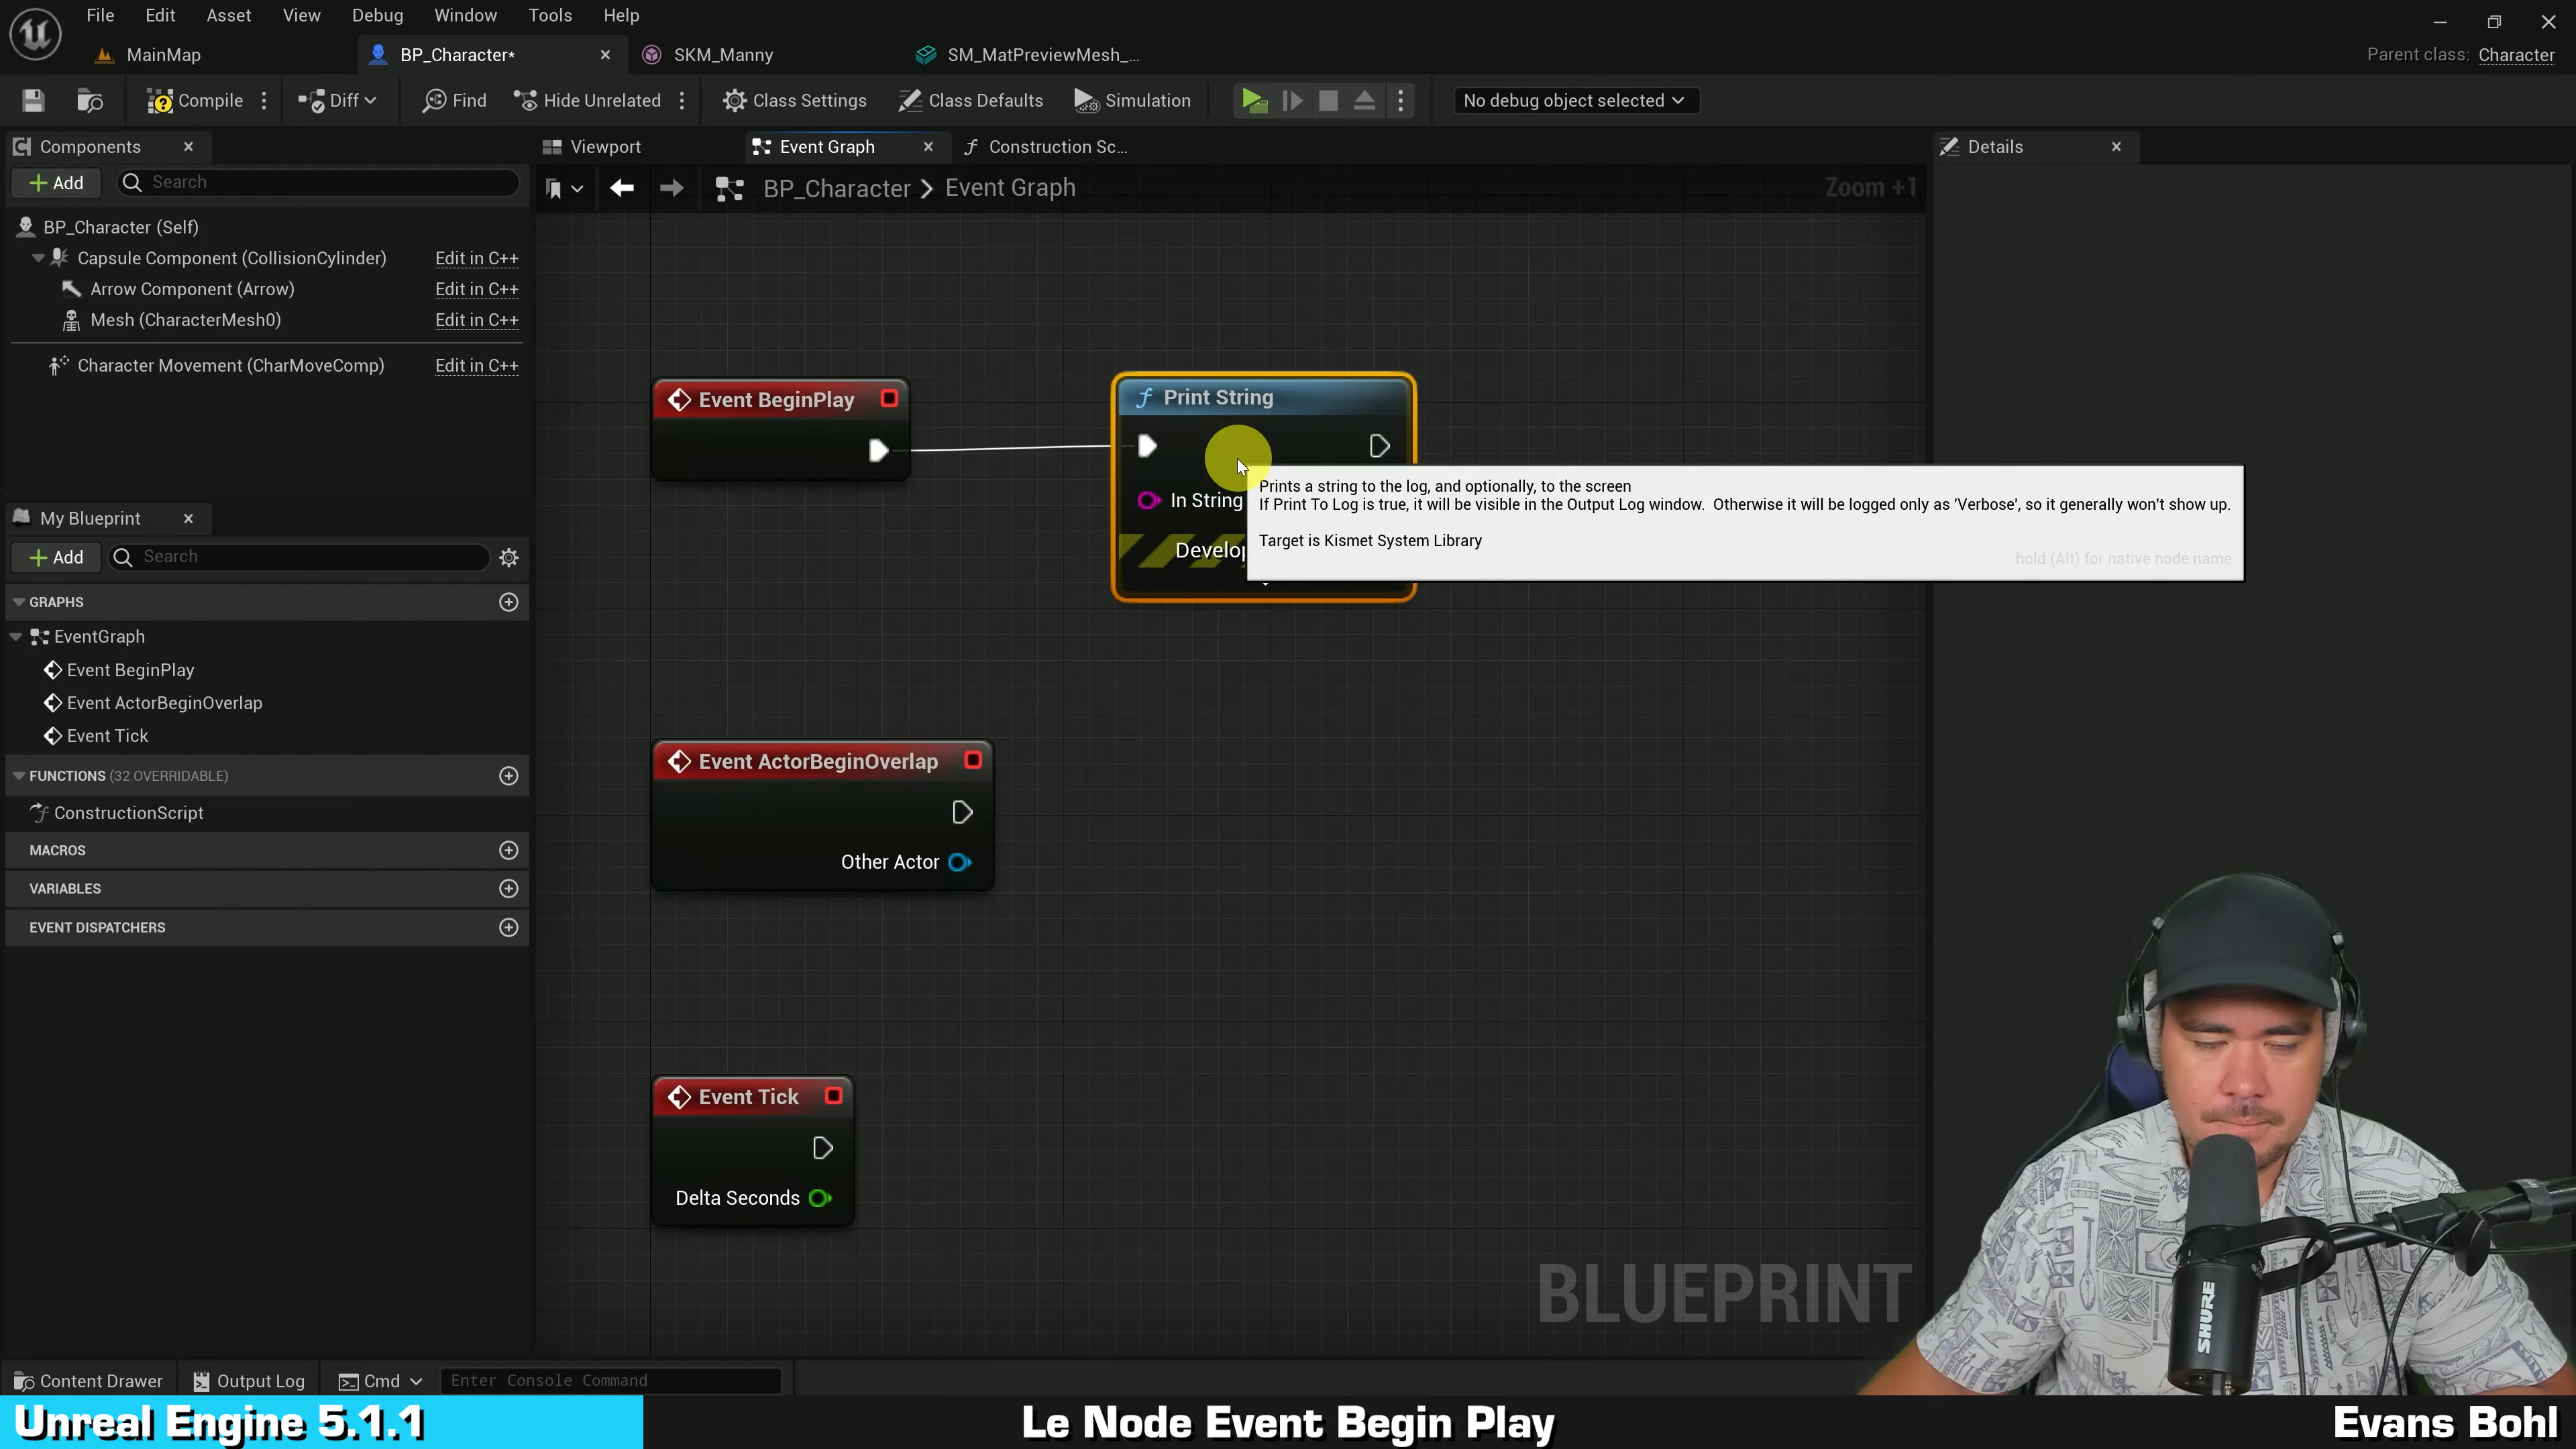 File Edit Asset View Debug Window Tools Help
MainMap BP_Character* SKM_Manny SM_MatPreviewMesh_... Parent class: Character
Compile Diff Find Hide Unrelated Class Settings Class Defaults Simulation No debug object selected
Components Viewport Event Graph Construction Sc... Details
Add Search BP_Character > Event Graph Zoom +1
BP_Character (Self)
Capsule Component (CollisionCylinder) Edit in C++
Arrow Component (Arrow) Edit in C++
Mesh (CharacterMesh0) Edit in C++
Character Movement (CharMoveComp) Edit in C++
Event BeginPlay
Print String
In String
Prints a string to the log, and optionally, to the screen
If Print To Log is true, it will be visible in the Output Log window. Otherwise it will be logged only as 'Verbose', so it generally won't show up.
Target is Kismet System Library
hold (Alt) for native node name
My Blueprint
Add Search
GRAPHS
EventGraph
Event BeginPlay
Event ActorBeginOverlap
Event Tick
FUNCTIONS (32 OVERRIDABLE)
ConstructionScript
MACROS
VARIABLES
EVENT DISPATCHERS
Event ActorBeginOverlap
Other Actor
Event Tick
Delta Seconds
BLUEPRINT
SHURE
Content Drawer Output Log Cmd Enter Console Command
Unreal Engine 5.1.1 Le Node Event Begin Play Evans Bohl